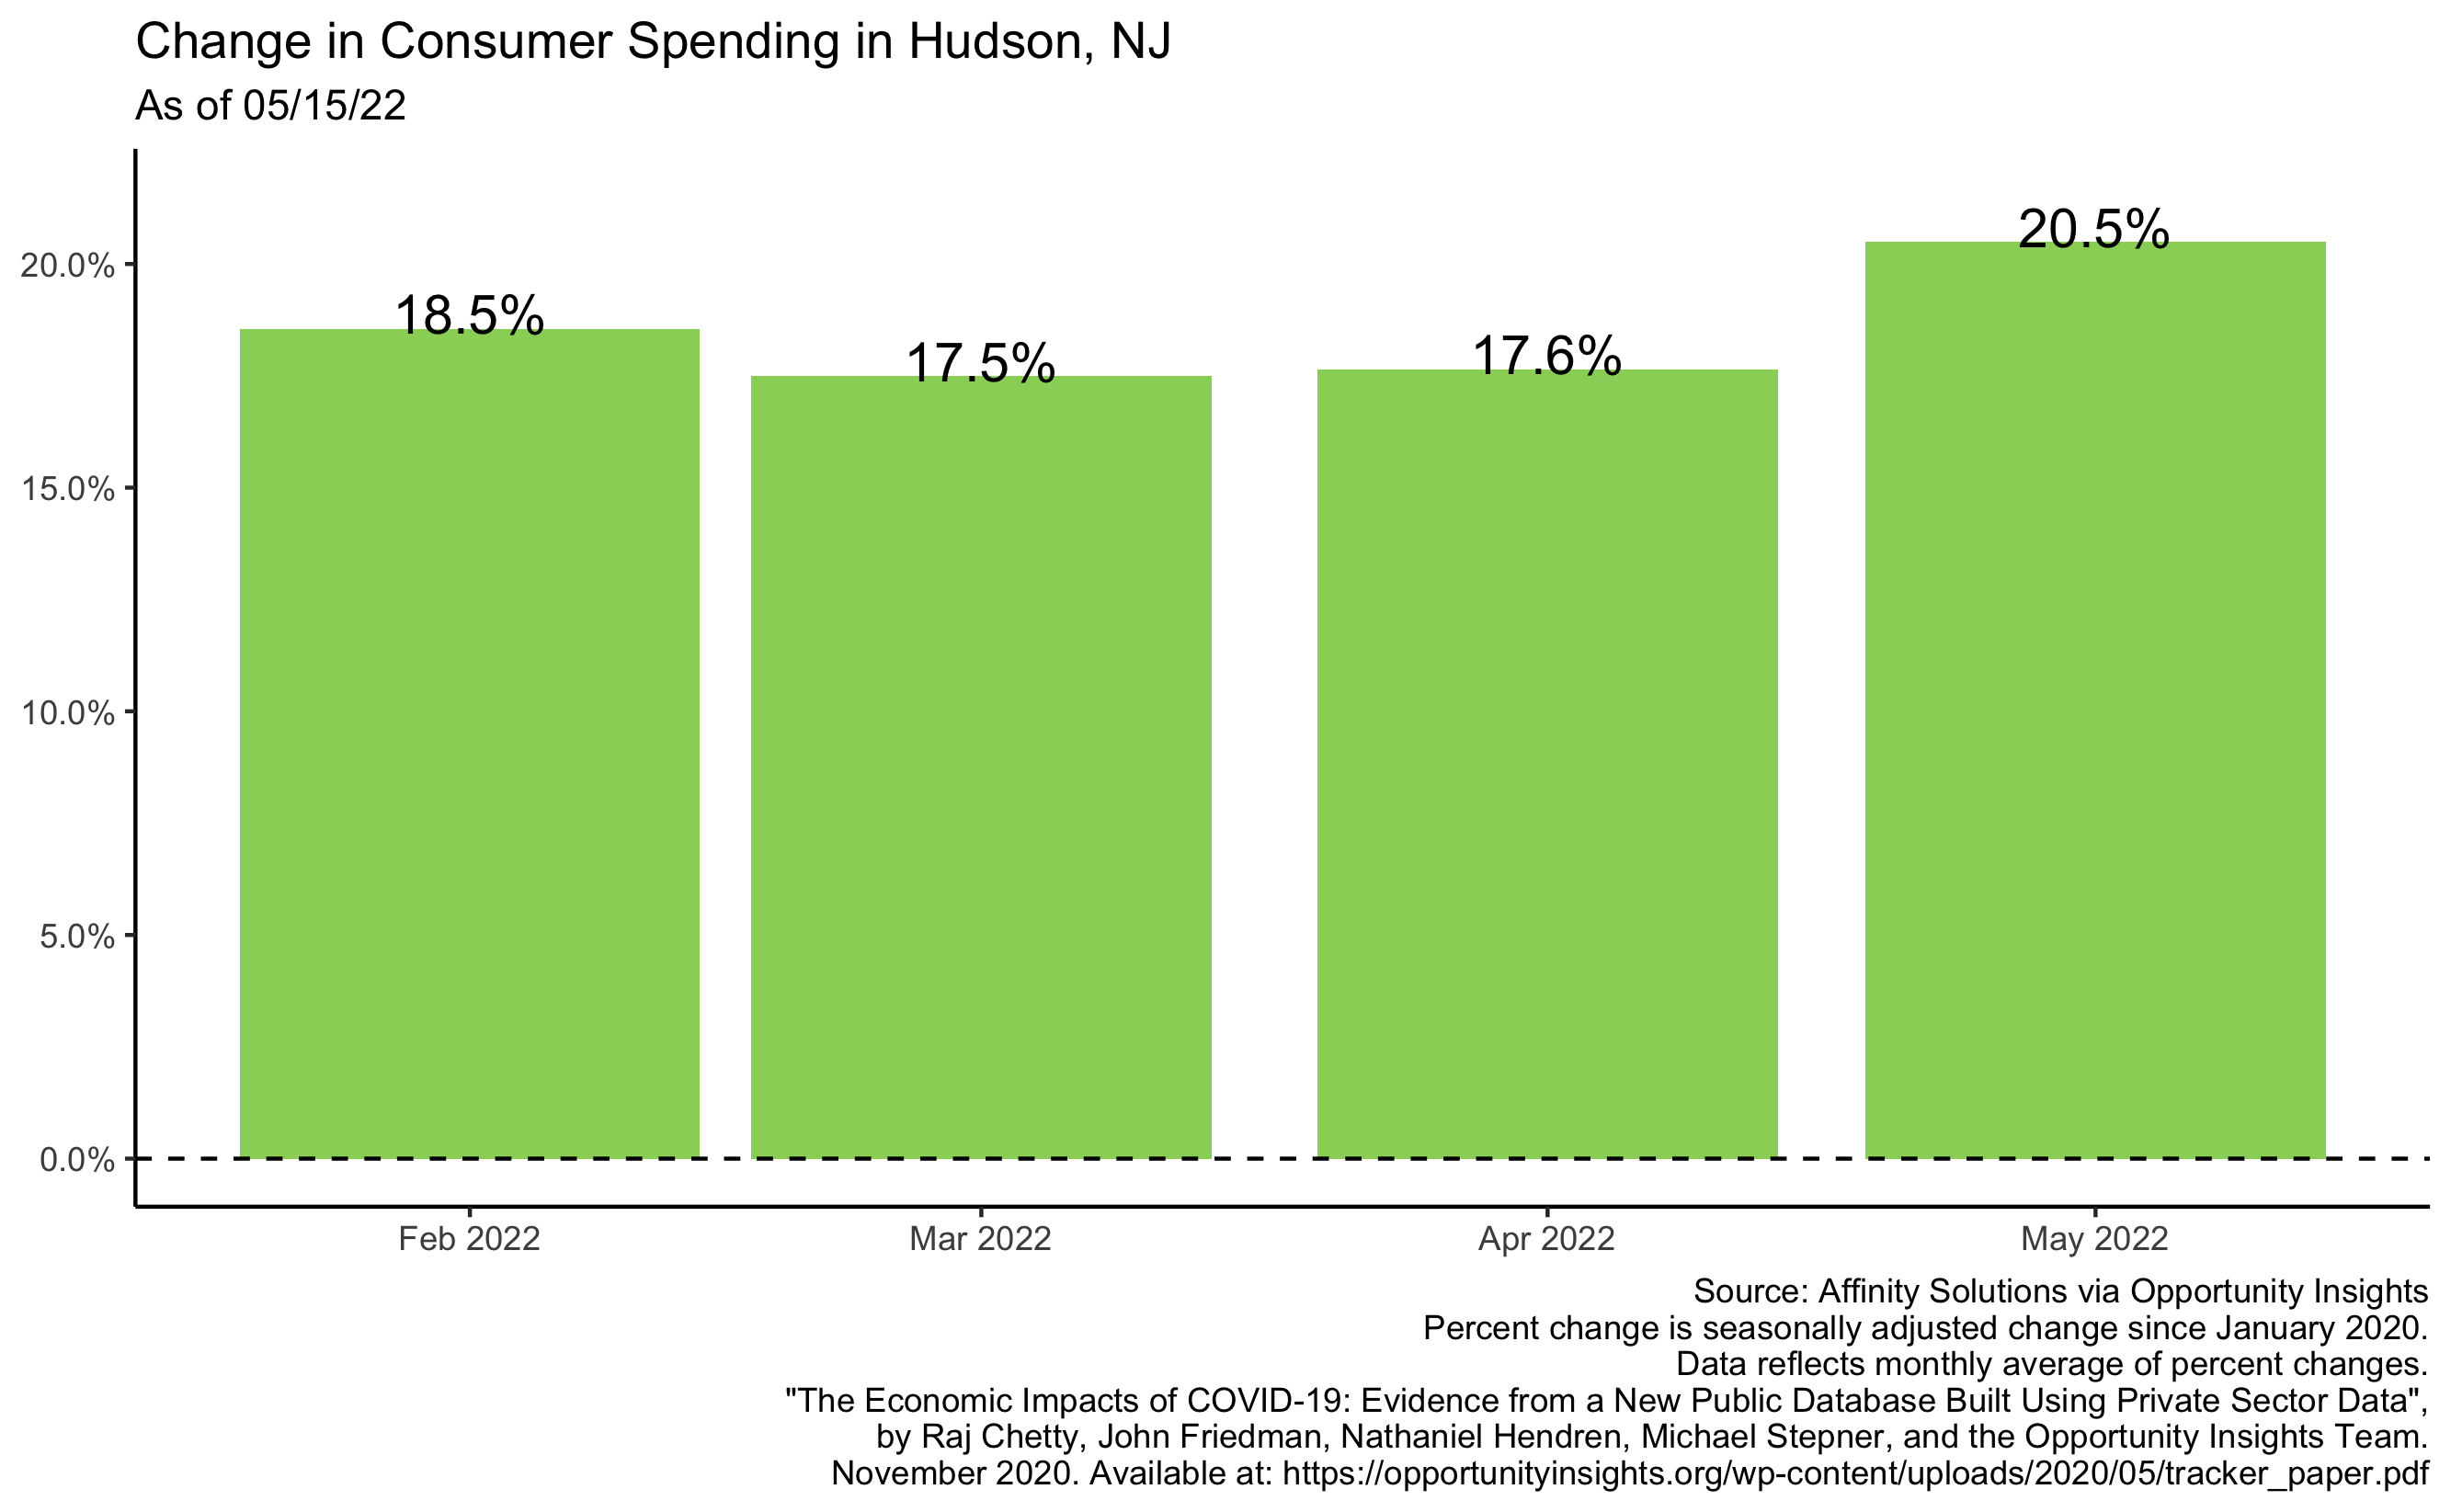 Change in Consumer Spending in Hudson, NJ
As of 05/15/22
20.0%
15.0%
10.0%
5.0%
0.0%
18.5%
17.5%
17.6%
20.5%
Feb 2022
Mar 2022
Apr 2022
May 2022
Source: Affinity Solutions via Opportunity Insights
Percent change is seasonally adjusted change since January 2020.
Data reflects monthly average of percent changes.
"The Economic Impacts of COVID-19: Evidence from a New Public Database Built Using Private Sector Data",
by Raj Chetty, John Friedman, Nathaniel Hendren, Michael Stepner, and the Opportunity Insights Team.
November 2020. Available at: https://opportunityinsights.org/wp-content/uploads/2020/05/tracker_paper.pdf